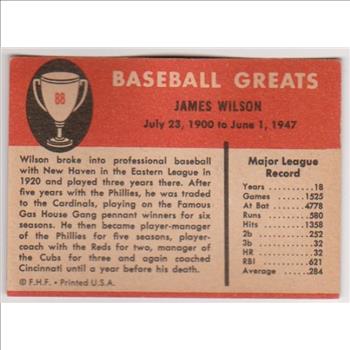 88
BASEBALL GREATS
JAMES WILSON
July 23, 1900 to June 1, 1947
Wilson broke into professional baseball
with New Haven in the Eastern League in
1920 and played three years there. After
five years with the Phillies, he was traded
to the Cardinals, playing on the Famous
Gas House Gang pennant winners for six
seasons. He then became player-manager
of the Phillies for five seasons, player-
coach with the Reds for two, manager of
the Cubs for three and again coached
Cincinnati until a year before his death.
© F.H.F. • Printed U.S.A.
Major League
Record
Years 18
Games 1525
At Bat 4778
Runs 580
Hits 1358
2b 252
3b 32
HR 32
RBI 621
Average .284